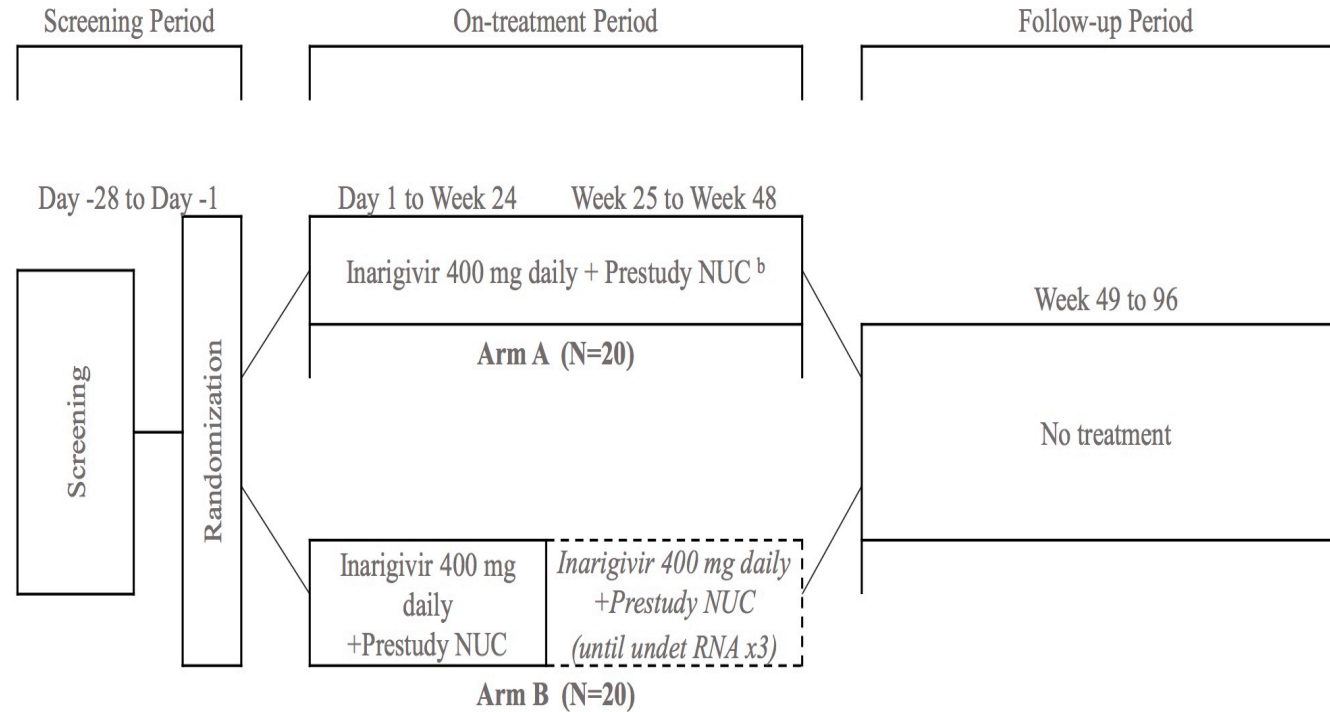 Screening Period
On-treatment Period
Follow-up Period
Day -28 to Day -1
Day 1 to Week 24
Week 25 to Week 48
Inarigivir 400 mg daily + Prestudy NUC b
Week 49 to 96
Arm A (N=20)
Screening
Randomization
No treatment
Inarigivir 400 mg
daily
+Prestudy NUC
Inarigivir 400 mg daily
+Prestudy NUC
(until undet RNA x3)
Arm B (N=20)